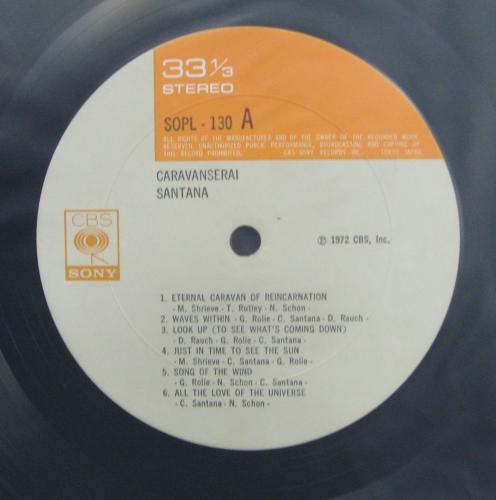 33 1/3
STEREO
SOPL - 130 A
ALL RIGHTS OF THE MANUFACTURER AND OF THE OWNER OF THE RECORDED WORK
RESERVED. UNAUTHORIZED PUBLIC PERFORMANCE, BROADCASTING AND COPYING OF
THIS RECORD PROHIBITED. CBS/SONY RECORDS INC. TOKYO JAPAN.
CARAVANSERAI
SANTANA
CBS
SONY
Ⓟ 1972 CBS, Inc.
1. ETERNAL CARAVAN OF REINCARNATION
- M. Shrieve - T. Rutley - N. Schon -
2. WAVES WITHIN - G. Rolie - C. Santana - D. Rauch -
3. LOOK UP (TO SEE WHAT'S COMING DOWN)
- D. Rauch - G. Rolie - C. Santana -
4. JUST IN TIME TO SEE THE SUN
- M. Shrieve - C. Santana - G. Rolie -
5. SONG OF THE WIND
- G. Rolie - N. Schon - C. Santana -
6. ALL THE LOVE OF THE UNIVERSE
- C. Santana - N. Schon -